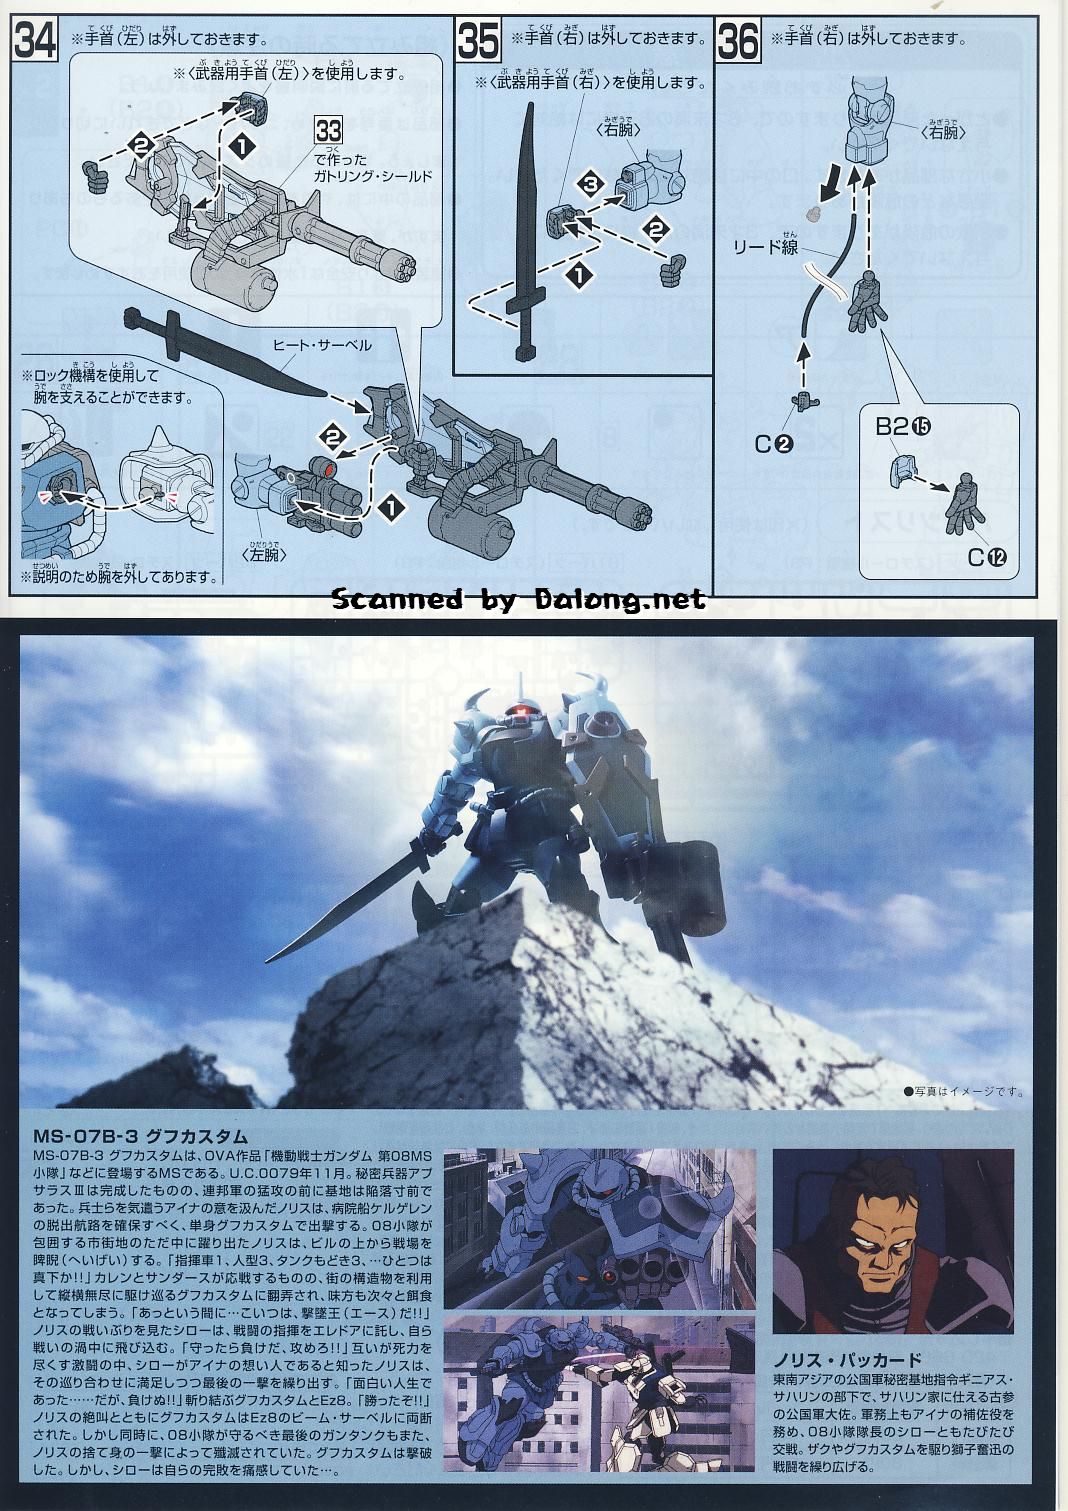 34
※手首(左)は外しておきます。
※〈武器用手首(左)〉を使用します。
2
1
33
で作った
ガトリング・シールド
ヒート・サーベル
※ロック機構を使用して
腕を支えることができます。
※説明のため腕を外してあります。
2
1
〈左腕〉
35
※手首(右)は外しておきます。
※〈武器用手首(右)〉を使用します。
〈右腕〉
3
2
1
36
※手首(右)は外しておきます。
〈右腕〉
リード線
C2
B2 15
C12
Scanned by Dalong.net
●写真はイメージです。
MS-07B-3 グフカスタム
MS-07B-3 グフカスタムは、OVA作品「機動戦士ガンダム 第08MS
小隊」などに登場するMSである。U.C.0079年11月。秘密兵器アプ
サラスⅢは完成したものの、連邦軍の猛攻の前に基地は陥落寸前で
あった。兵士らを気遣うアイナの意を汲んだノリスは、病院船ケルゲレン
の脱出航路を確保すべく、単身グフカスタムで出撃する。08小隊が
包囲する市街地のただ中に躍り出たノリスは、ビルの上から戦場を
睥睨(へいげい)する。「指揮車1、人型3、タンクもどき3、…ひとつは
真下か!!」カレンとサンダースが応戦するものの、街の構造物を利用
して縦横無尽に駆け巡るグフカスタムに翻弄され、味方も次々と餌食
となってしまう。「あっという間に…こいつは、撃墜王(エース)だ!!」
ノリスの戦いぶりを見たシローは、戦闘の指揮をエレドアに託し、自ら
戦いの渦中に飛び込む。「守ったら負けだ、攻めろ!!」互いが死力を
尽くす激闘の中、シローがアイナの想い人であると知ったノリスは、
その巡り合わせに満足しつつ最後の一撃を繰り出す。「面白い人生で
あった……だが、負けぬ!!」斬り結ぶグフカスタムとEz8。「勝ったぞ!!」
ノリスの絶叫とともにグフカスタムはEz8のビーム・サーベルに両断
された。しかし同時に、08小隊が守るべき最後のガンタンクもまた、
ノリスの捨て身の一撃によって殲滅されていた。グフカスタムは撃破
した。しかし、シローは自らの完敗を痛感していた…。
ノリス・パッカード
東南アジアの公国軍秘密基地指令ギニアス・
サハリンの部下で、サハリン家に仕える古参
の公国軍大佐。軍務上もアイナの補佐役を
務め、08小隊隊長のシローともたびたび
交戦。ザクやグフカスタムを駆り獅子奮迅の
戦闘を繰り広げる。